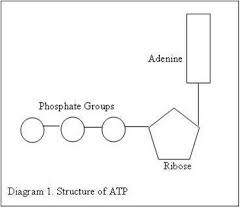 Adenine
Phosphate Groups
Ribose
Diagram 1. Structure of ATP